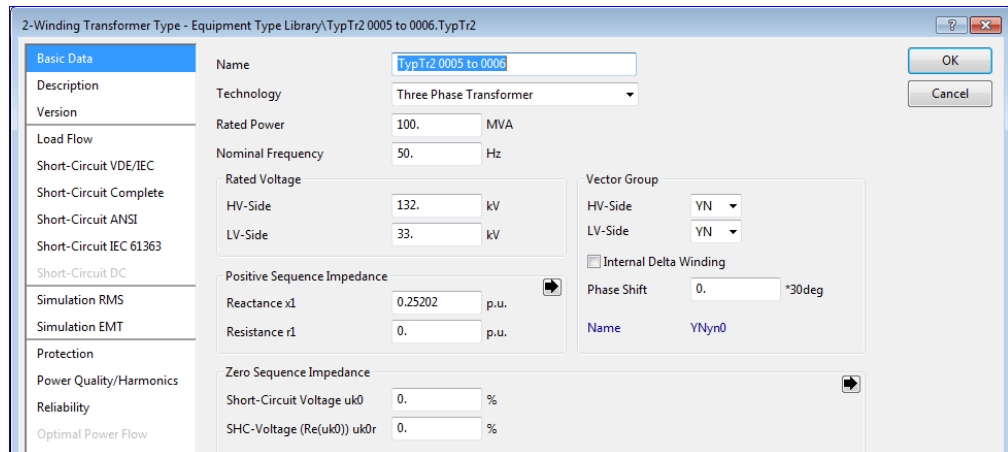 2-Winding Transformer Type - Equipment Type Library\TypTr2 0005 to 0006.TypTr2
?
Basic Data
Description
Version
Load Flow
Short-Circuit VDE/IEC
Short-Circuit Complete
Short-Circuit ANSI
Short-Circuit IEC 61363
Short-Circuit DC
Simulation RMS
Simulation EMT
Protection
Power Quality/Harmonics
Reliability
Optimal Power Flow
Name TypTr2 0005 to 0006
Technology Three Phase Transformer
Rated Power 100. MVA
Nominal Frequency 50. Hz
Rated Voltage
HV-Side 132. kV
LV-Side 33. kV
Vector Group
HV-Side YN
LV-Side YN
Internal Delta Winding
Phase Shift 0. *30deg
Name YNyn0
Positive Sequence Impedance
Reactance x1 0.25202 p.u.
Resistance r1 0. p.u.
Zero Sequence Impedance
Short-Circuit Voltage uk0 0. %
SHC-Voltage (Re(uk0)) uk0r 0. %
OK
Cancel